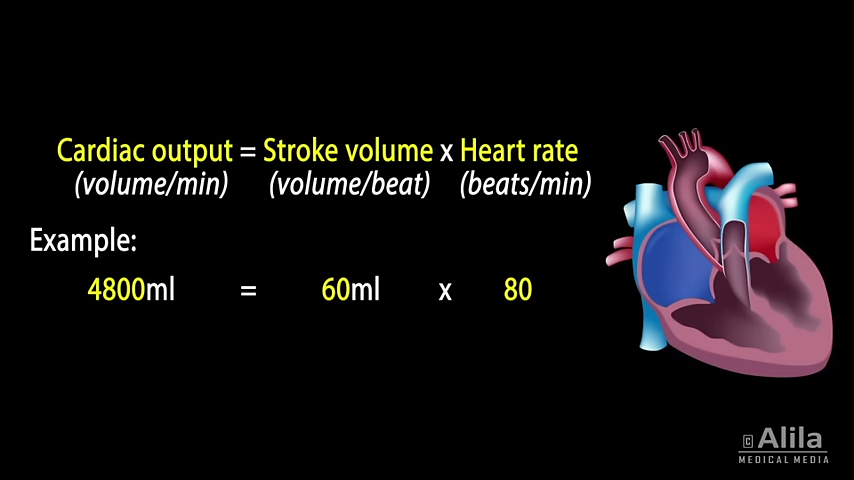 Cardiac output = Stroke volume x Heart rate
(volume/min) (volume/beat) (beats/min)
Example:
4800ml = 60ml x 80
© Alila
MEDICAL MEDIA